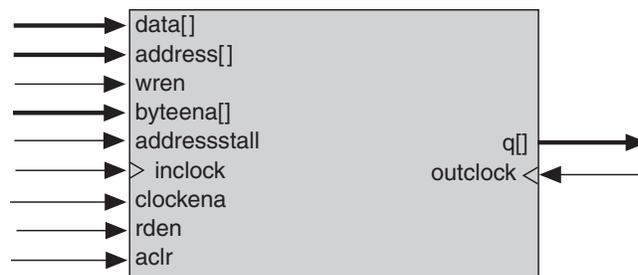 data[]
address[]
wren
byteena[]
addressstall
q[]
inclock
outclock
clockena
rden
aclr